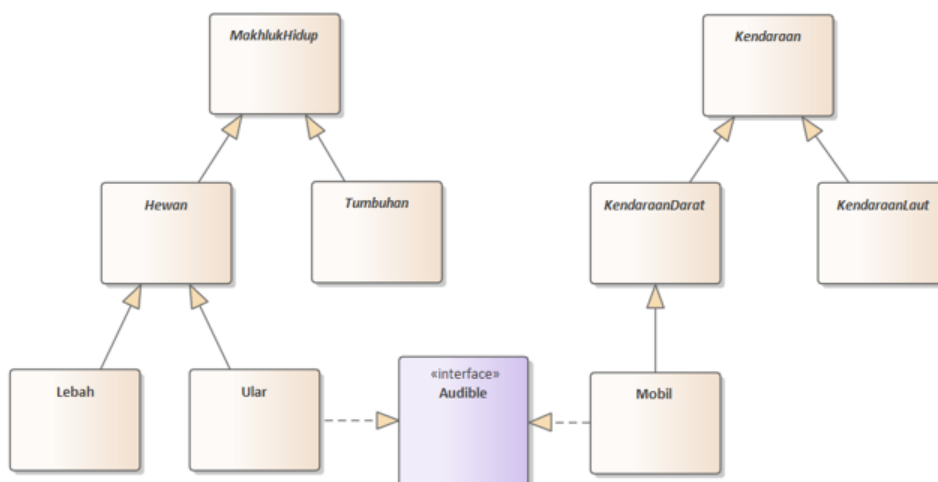 MakhlukHidup
Kendaraan
Hewan
Tumbuhan
KendaraanDarat
KendaraanLaut
Lebah
Ular
«interface»
Audible
Mobil